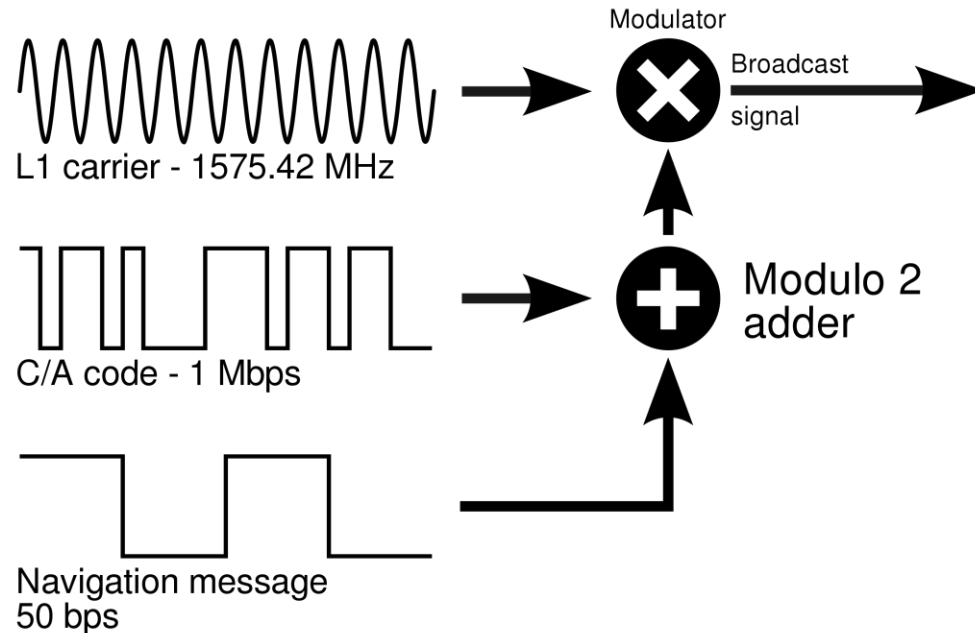 Modulator
Broadcast
signal
L1 carrier - 1575.42 MHz
Modulo 2
adder
C/A code - 1 Mbps
Navigation message
50 bps